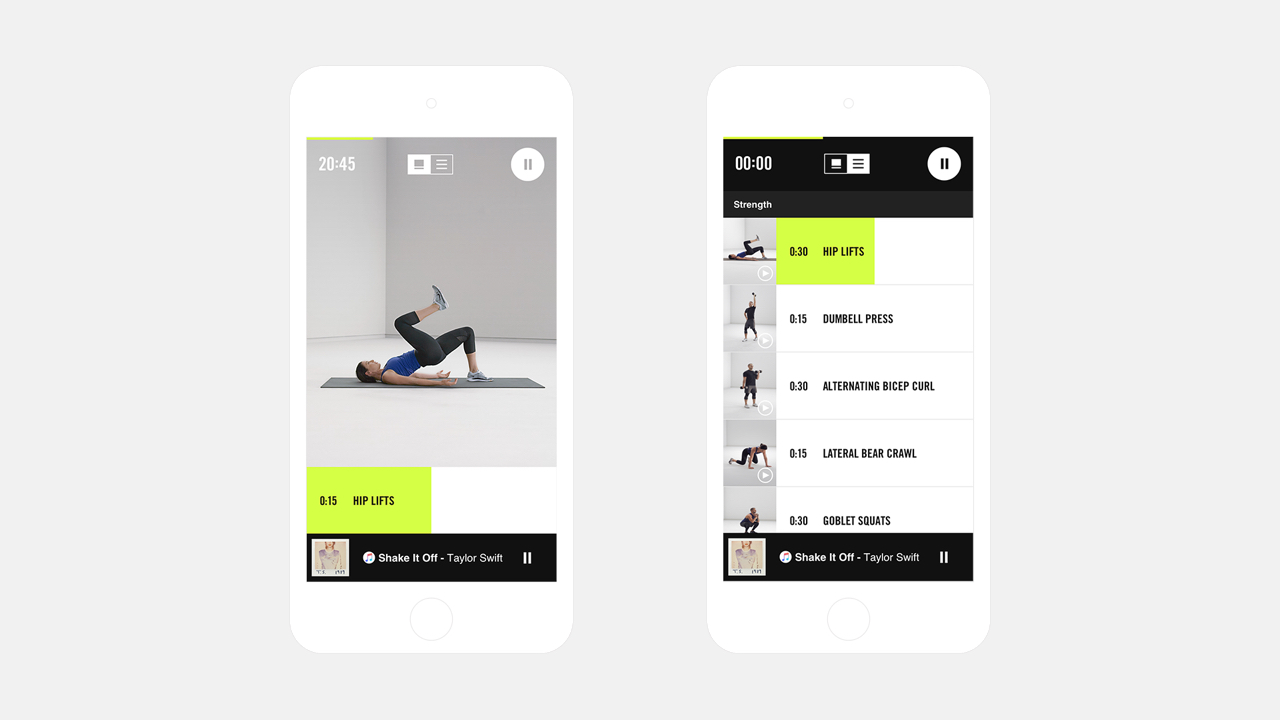 20:45
0:15 HIP LIFTS
Shake It Off - Taylor Swift
00:00
Strength
0:30 HIP LIFTS
0:15 DUMBELL PRESS
0:30 ALTERNATING BICEP CURL
0:15 LATERAL BEAR CRAWL
0:30 GOBLET SQUATS
Shake It Off - Taylor Swift